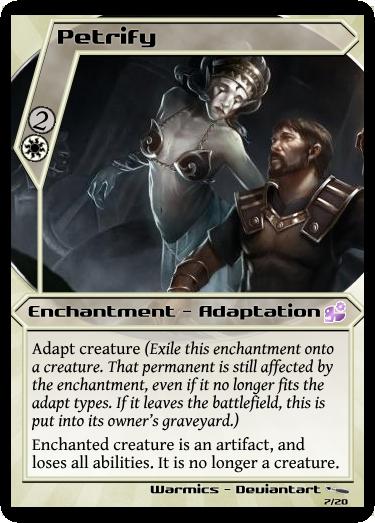 Petrify
2
Enchantment - Adaptation
Adapt creature (Exile this enchantment onto
a creature. That permanent is still affected by
the enchantment, even if it no longer fits the
adapt types. If it leaves the battlefield, this is
put into its owner's graveyard.)
Enchanted creature is an artifact, and
loses all abilities. It is no longer a creature.
Warmics - Deviantart
7/20